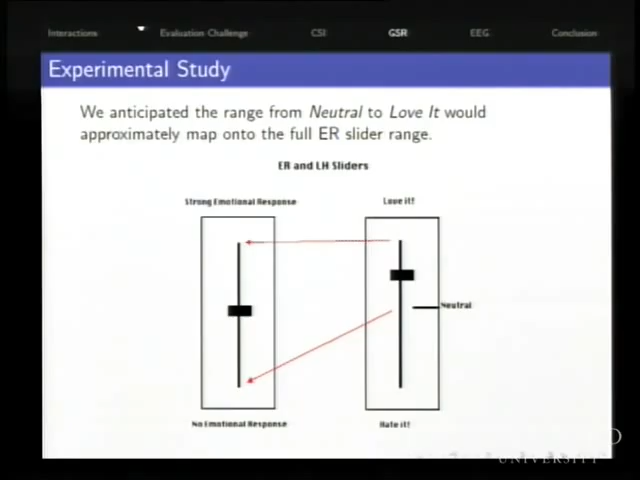 Interactions Evaluation Challenge CSI GSR EEG Conclusion
Experimental Study
We anticipated the range from Neutral to Love It would
approximately map onto the full ER slider range.
ER and LH Sliders
Strong Emotional Response Love it!
Neutral
No Emotional Response Hate it!
UNIVERSITY